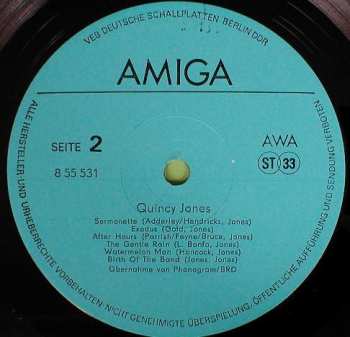 VEB DEUTSCHE SCHALLPLATTEN BERLIN DDR
AMIGA
SEITE 2
AWA
8 55 531
ST 33
Quincy Jones
Sermonette (Adderley/Hendricks, Jones)
Exodus (Gold, Jones)
After Hours (Parrish/Feyne/Bruce, Jones)
The Gentle Rain (L. Bonfa, Jones)
Watermelon Man (Hancock, Jones)
Birth Of The Band (Jones, Jones)
Übernahme von Phonogram/BRD
ALLE HERSTELLER- UND URHEBERRECHTE VORBEHALTEN. NICHT GENEHMIGTE ÜBERSPIELUNG/ÖFFENTLICHE AUFFÜHRUNG UND SENDUNG VERBOTEN